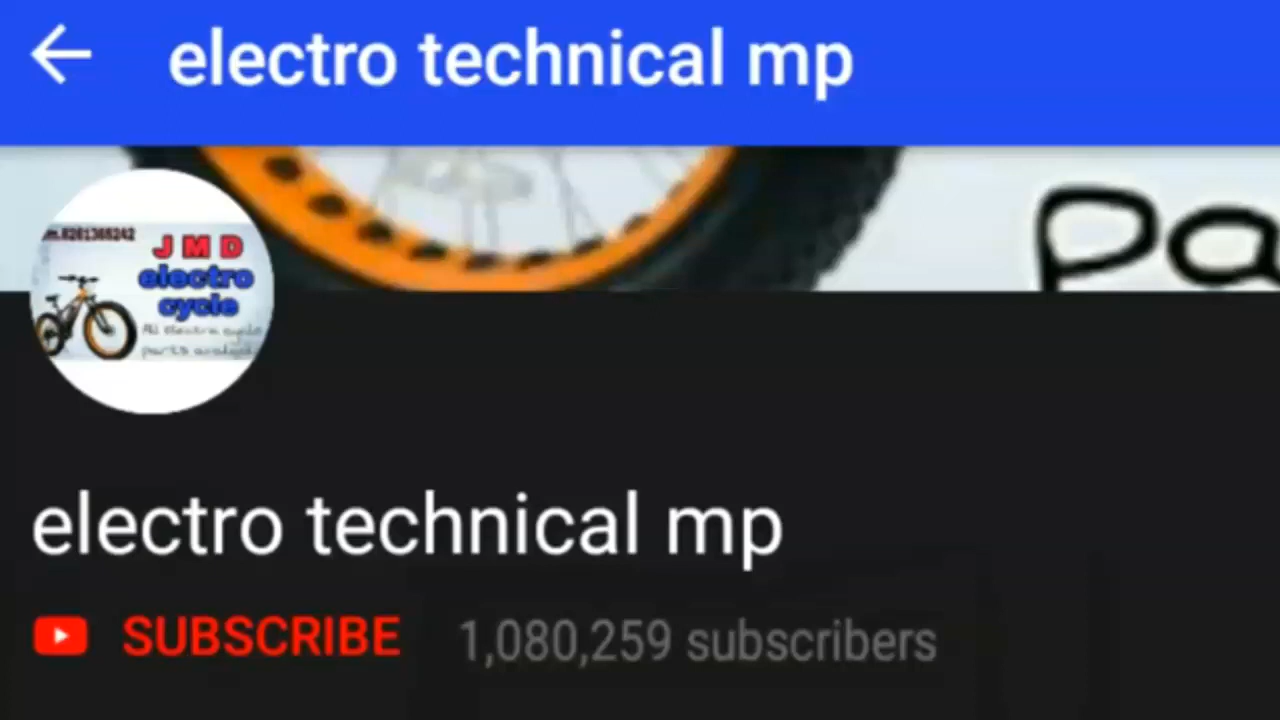 electro technical mp
Pa
J M D
electro
cycle
electro technical mp
SUBSCRIBE 1,080,259 subscribers